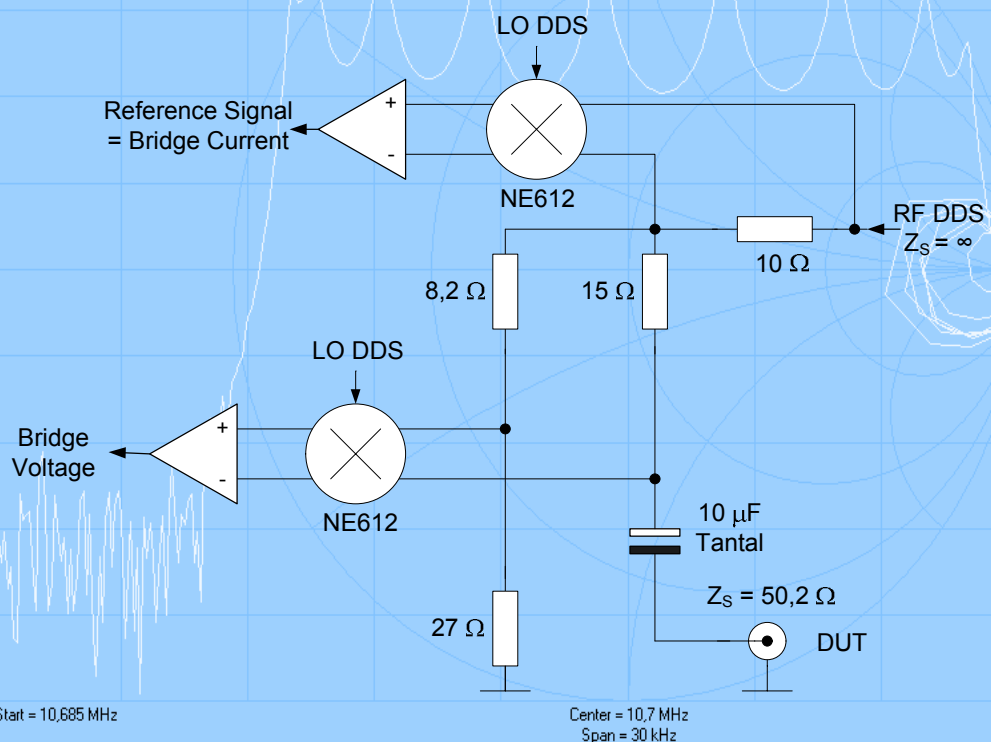 LO DDS
Reference Signal
= Bridge Current
+
-
NE612
RF DDS
ZS = ∞
10 Ω
8,2 Ω
15 Ω
LO DDS
Bridge
Voltage
+
-
NE612
10 μF
Tantal
ZS = 50,2 Ω
27 Ω
DUT
Start = 10,685 MHz
Center = 10,7 MHz
Span = 30 kHz